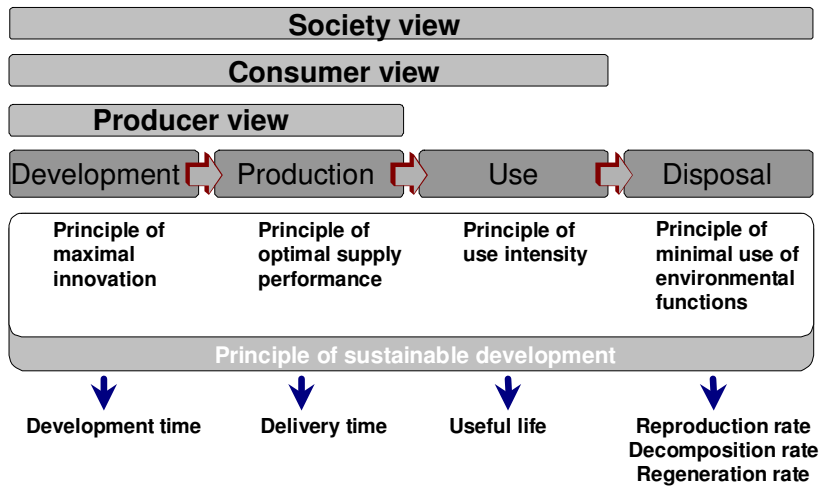 Society view
Consumer view
Producer view
Development
Production
Use
Disposal
Principle of
maximal
innovation
Principle of
optimal supply
performance
Principle of
use intensity
Principle of
minimal use of
environmental
functions
Principle of sustainable development
Development time
Delivery time
Useful life
Reproduction rate
Decomposition rate
Regeneration rate